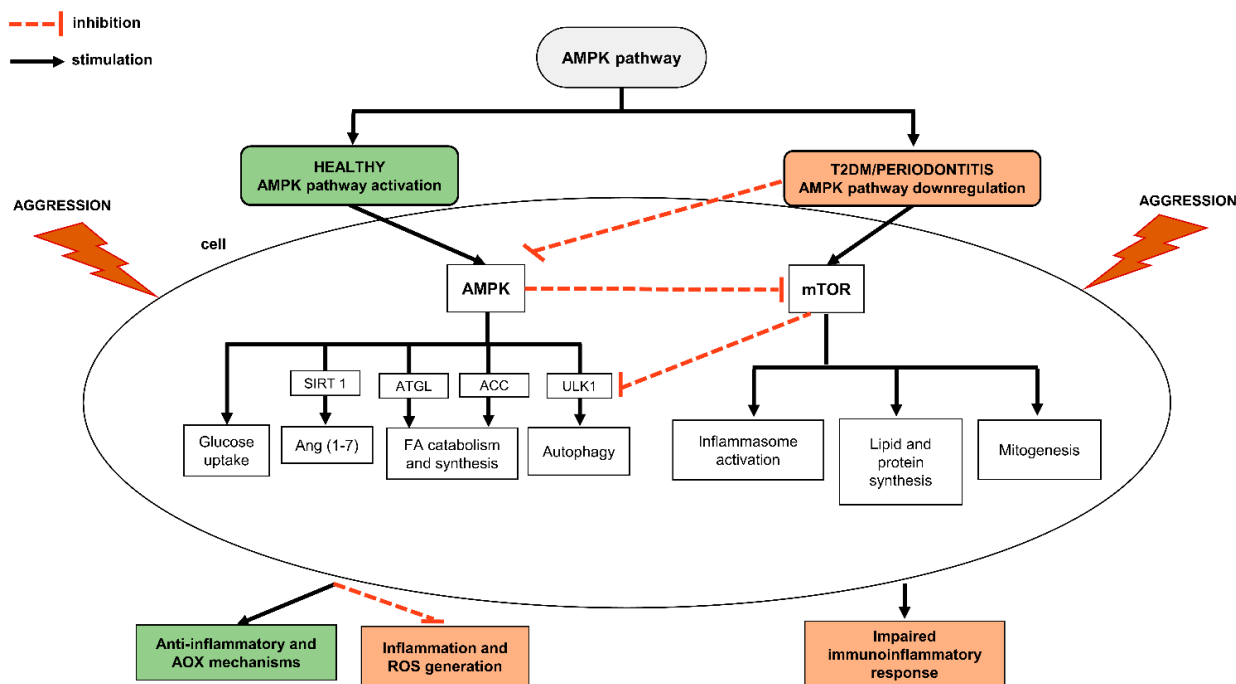 inhibition
stimulation
AMPK pathway
HEALTHY
AMPK pathway activation
T2DM/PERIODONTITIS
AMPK pathway downregulation
AGGRESSION
AGGRESSION
cell
AMPK
mTOR
SIRT 1
ATGL
ACC
ULK1
Glucose
uptake
Ang (1-7)
FA catabolism
and synthesis
Autophagy
Inflammasome
activation
Lipid and
protein
synthesis
Mitogenesis
Anti-inflammatory and
AOX mechanisms
Inflammation and
ROS generation
Impaired
immunoinflammatory
response